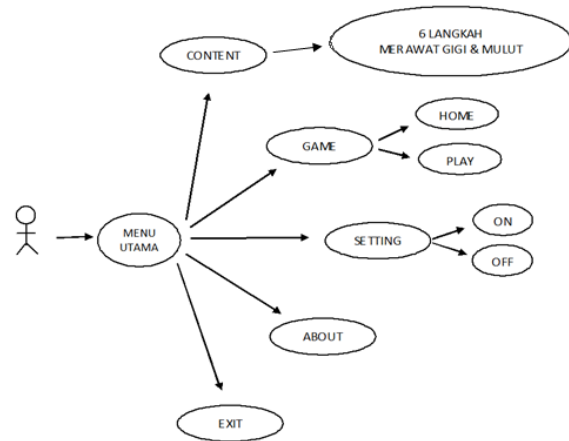 CONTENT
6 LANGKAH
MERAWAT GIGI & MULUT
GAME
HOME
PLAY
MENU
UTAMA
SETTING
ON
OFF
ABOUT
EXIT